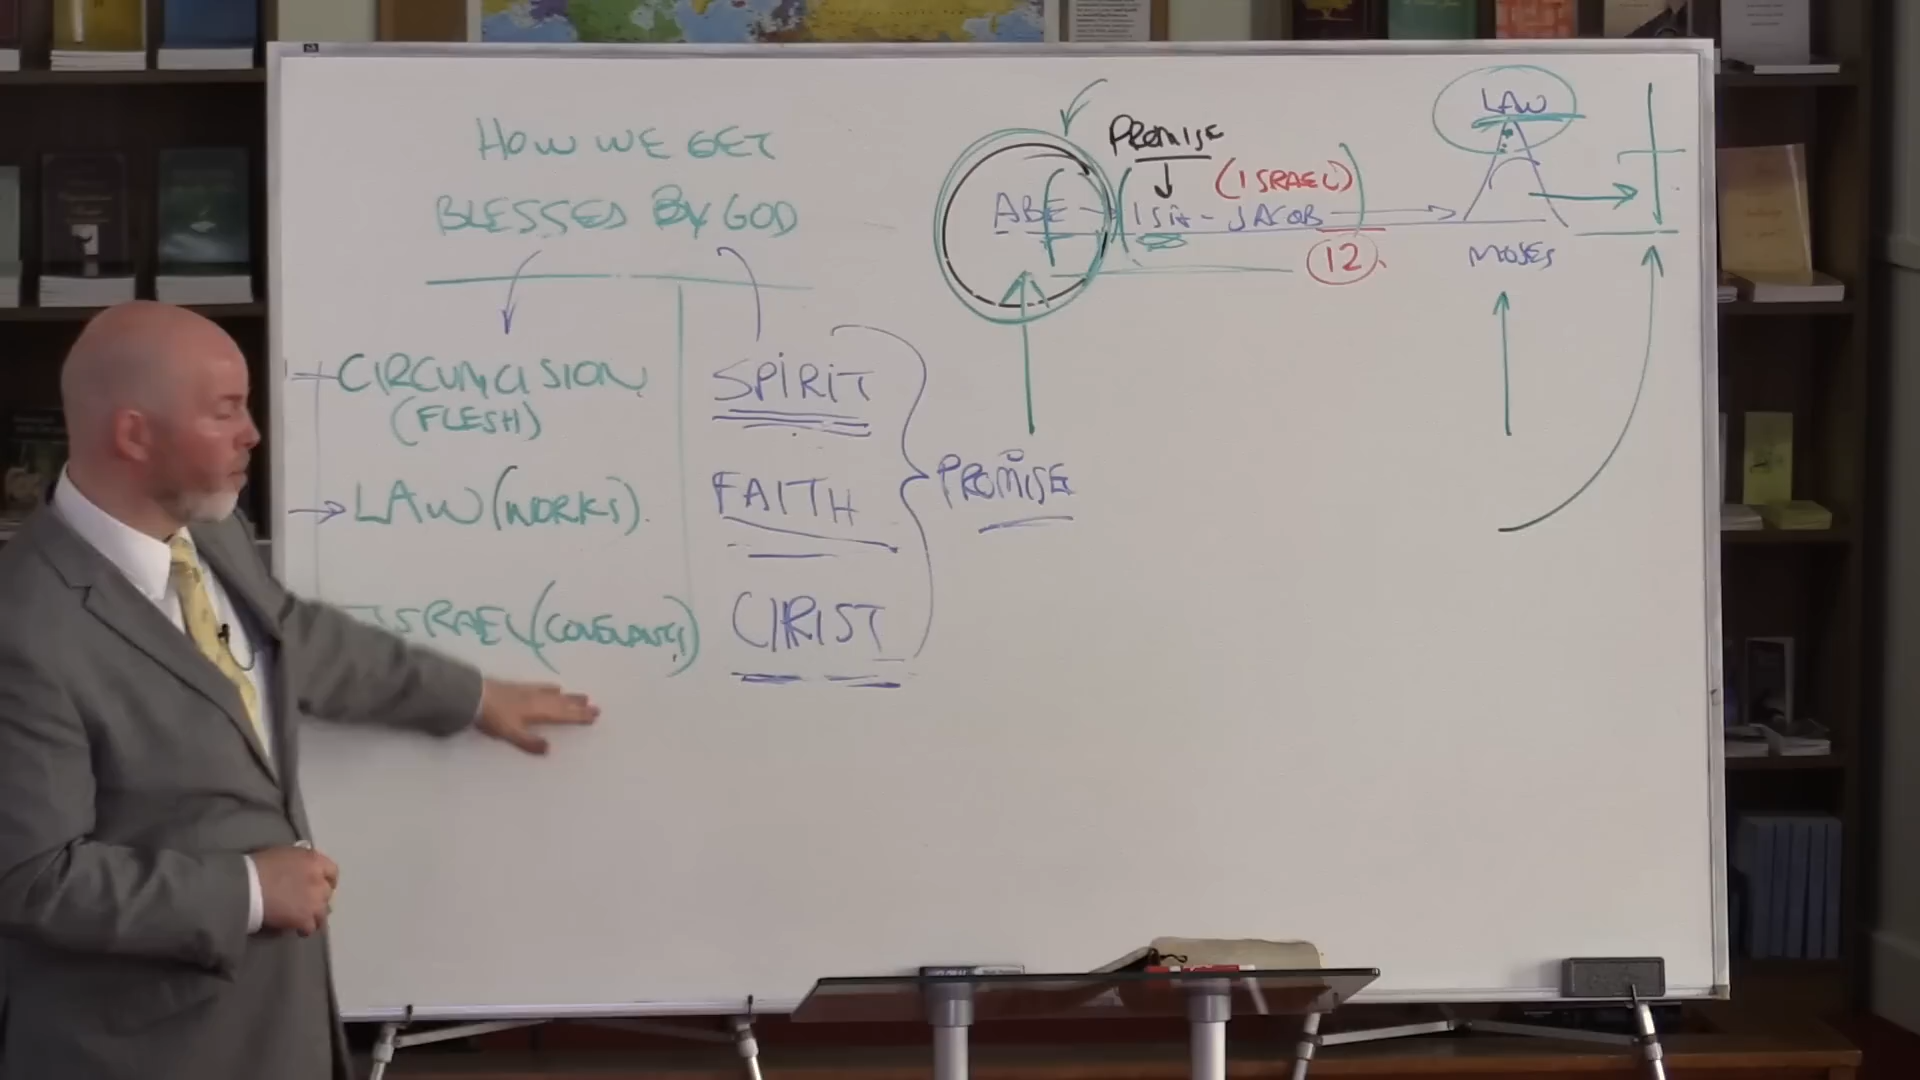 HOW WE GET
BLESSED BY GOD
CIRCUMCISION
(FLESH)
LAW (WORKS).
ISRAEL (COVENANTS)
SPIRIT
FAITH
CHRIST
PROMISE
PROMISE
(ISRAEL)
ABE - ISA - JACOB
12
LAW
MOSES